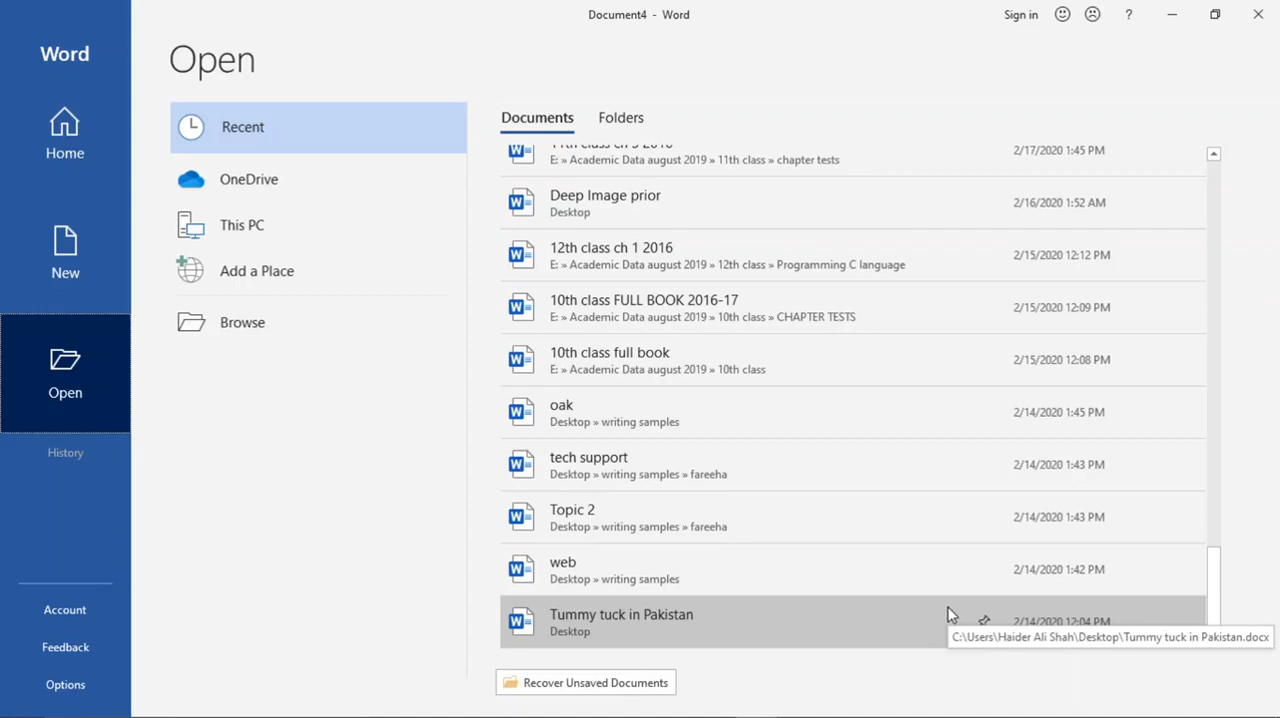 Document4 - Word
Sign in
?
Word
Home
New
Open
History
Account
Feedback
Options
Open
Recent
OneDrive
This PC
Add a Place
Browse
Documents Folders
E: » Academic Data august 2019 » 11th class » chapter tests
2/17/2020 1:45 PM
Deep Image prior
Desktop
2/16/2020 1:52 AM
12th class ch 1 2016
E: » Academic Data august 2019 » 12th class » Programming C language
2/15/2020 12:12 PM
10th class FULL BOOK 2016-17
E: » Academic Data august 2019 » 10th class » CHAPTER TESTS
2/15/2020 12:09 PM
10th class full book
E: » Academic Data august 2019 » 10th class
2/15/2020 12:08 PM
oak
Desktop » writing samples
2/14/2020 1:45 PM
tech support
Desktop » writing samples » fareeha
2/14/2020 1:43 PM
Topic 2
Desktop » writing samples » fareeha
2/14/2020 1:43 PM
web
Desktop » writing samples
2/14/2020 1:42 PM
Tummy tuck in Pakistan
Desktop
2/14/2020 12:04 PM
C:\Users\Haider Ali Shah\Desktop\Tummy tuck in Pakistan.docx
Recover Unsaved Documents